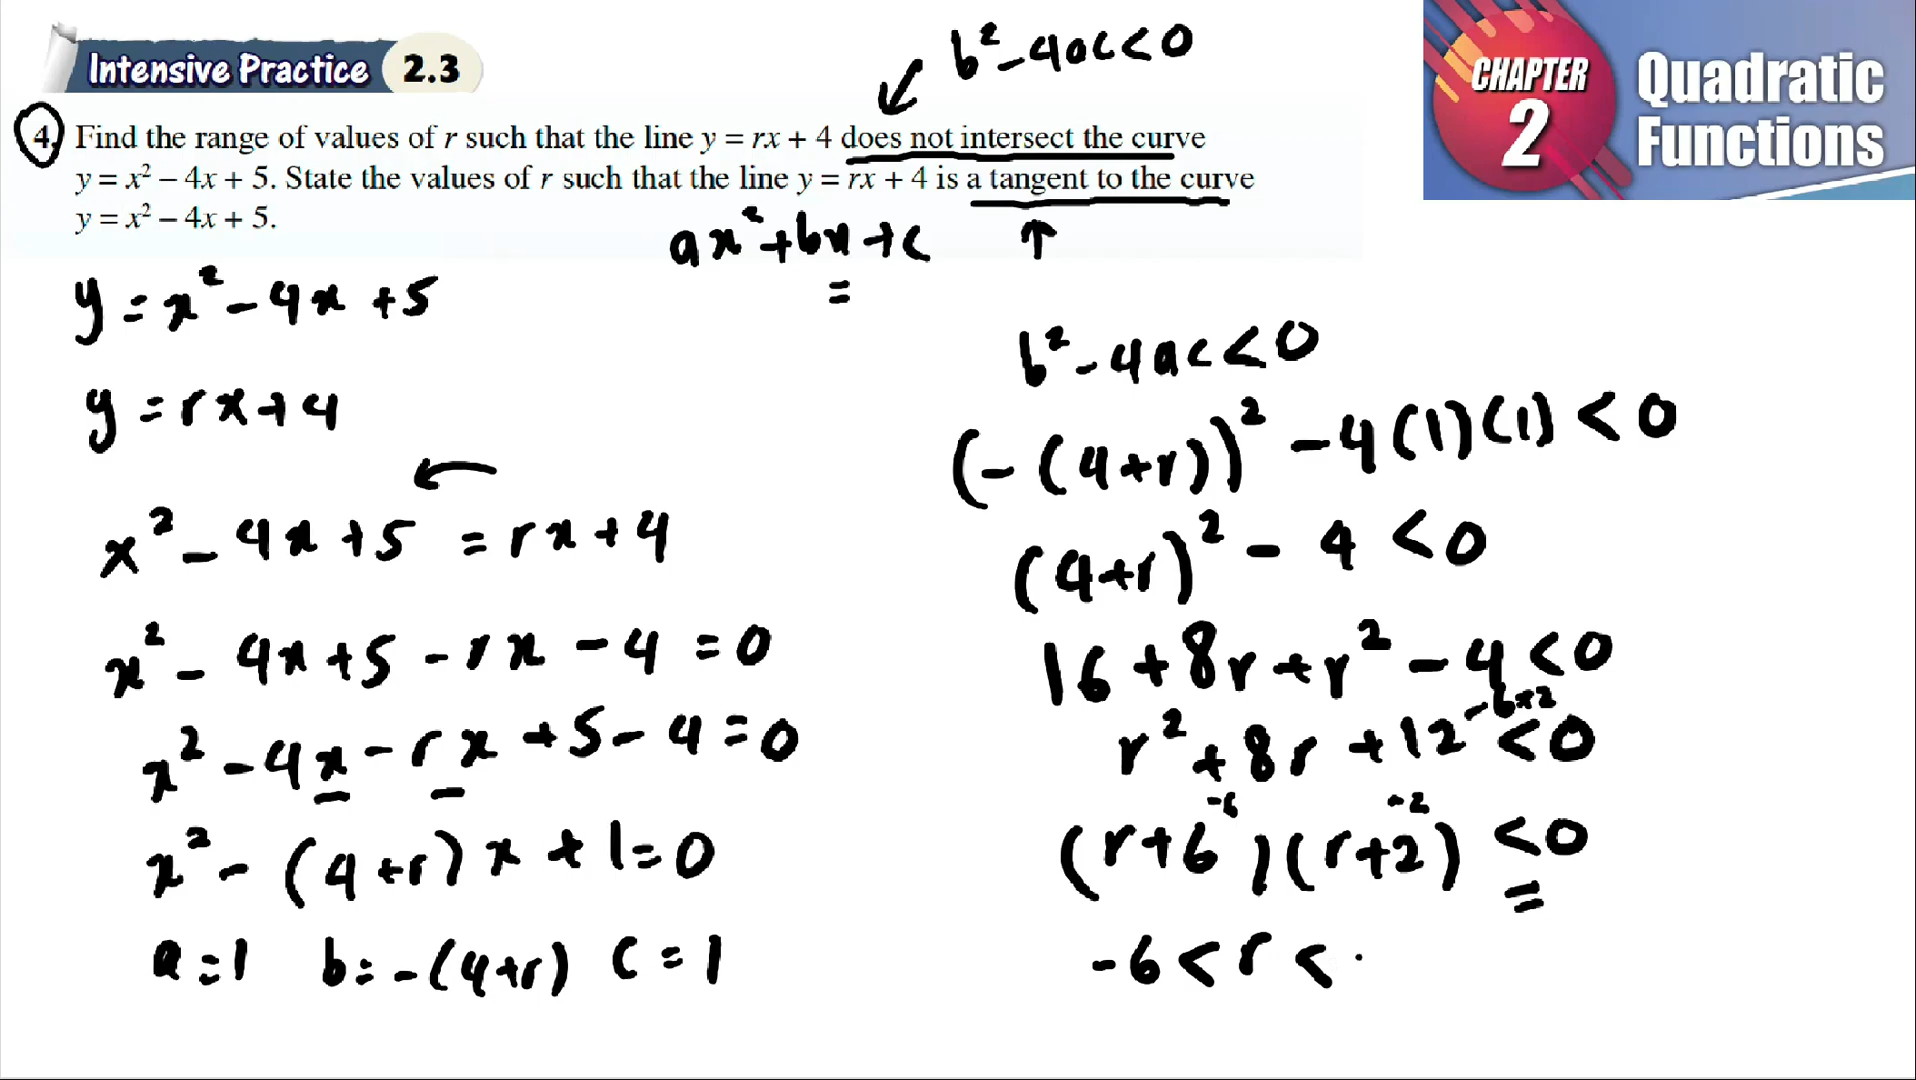 Intensive Practice 2.3
b² - 4ac < 0
CHAPTER 2
Quadratic
Functions
4. Find the range of values of r such that the line y = rx + 4 does not intersect the curve
y = x² – 4x + 5. State the values of r such that the line y = rx + 4 is a tangent to the curve
y = x² – 4x + 5.
ax² + bx + c
=
y = x² - 4x + 5
y = rx + 4
x² - 4x + 5 = rx + 4
x² - 4x + 5 - rx - 4 = 0
x² - 4x - rx + 5 - 4 = 0
x² - (4+r)x + 1 = 0
a = 1 b = -(4+r) c = 1
b² - 4ac < 0
(-(4+r))² - 4(1)(1) < 0
(4+r)² - 4 < 0
16 + 8r + r² - 4 < 0
-6 x 2
r² + 8r + 12 < 0
-6 -2
(r+6)(r+2) < 0
-6 < r <